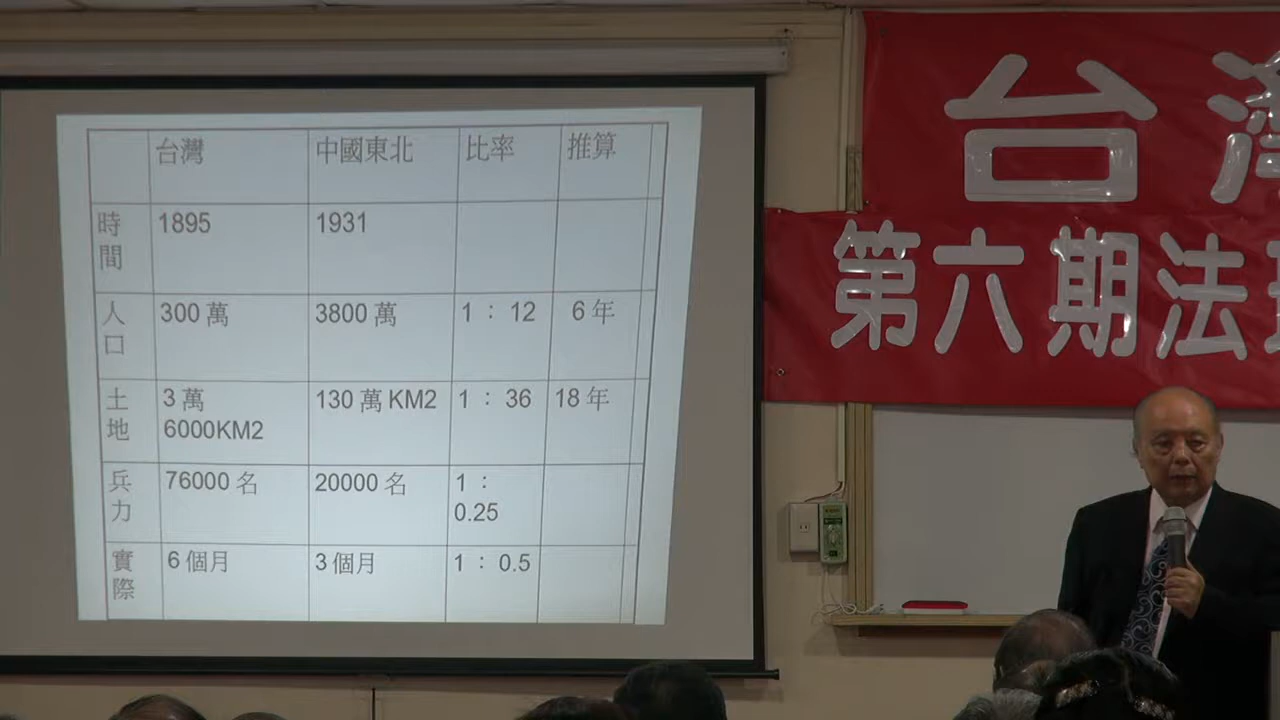 台灣 中國東北 比率 推算
時間 1895 1931
人口 300 萬 3800 萬 1 : 12 6 年
土地 3 萬 6000KM2 130 萬 KM2 1 : 36 18 年
兵力 76000 名 20000 名 1 : 0.25
實際 6 個月 3 個月 1 : 0.5
台
第六期法